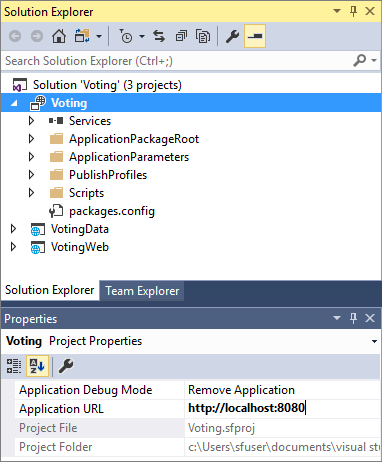 Solution Explorer
Search Solution Explorer (Ctrl+;)
Solution 'Voting' (3 projects)
Voting
Services
ApplicationPackageRoot
ApplicationParameters
PublishProfiles
Scripts
packages.config
VotingData
VotingWeb
Solution Explorer Team Explorer
Properties
Voting Project Properties
Application Debug Mode Remove Application
Application URL http://localhost:8080
Project File Voting.sfproj
Project Folder c:\Users\sfuser\documents\visual stu